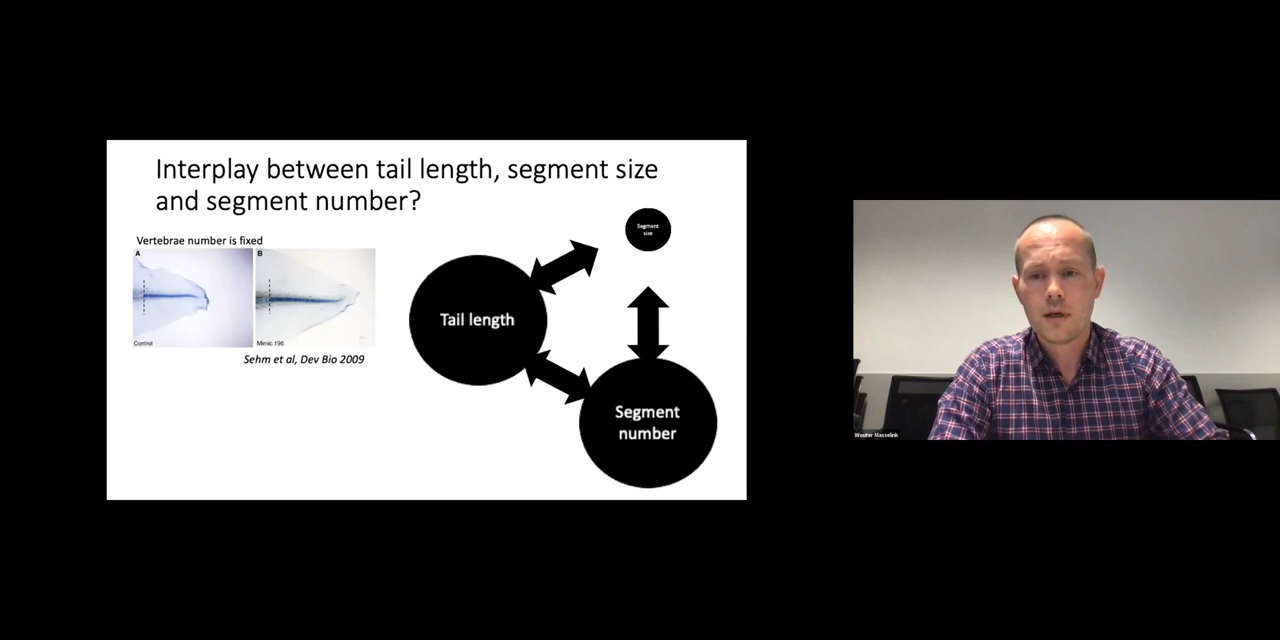 Interplay between tail length, segment size
and segment number?
Vertebrae number is fixed
A
B
Control
Mimic 196
Sehm et al, Dev Bio 2009
Segment
size
Tail length
Segment
number
Wouter Masselink